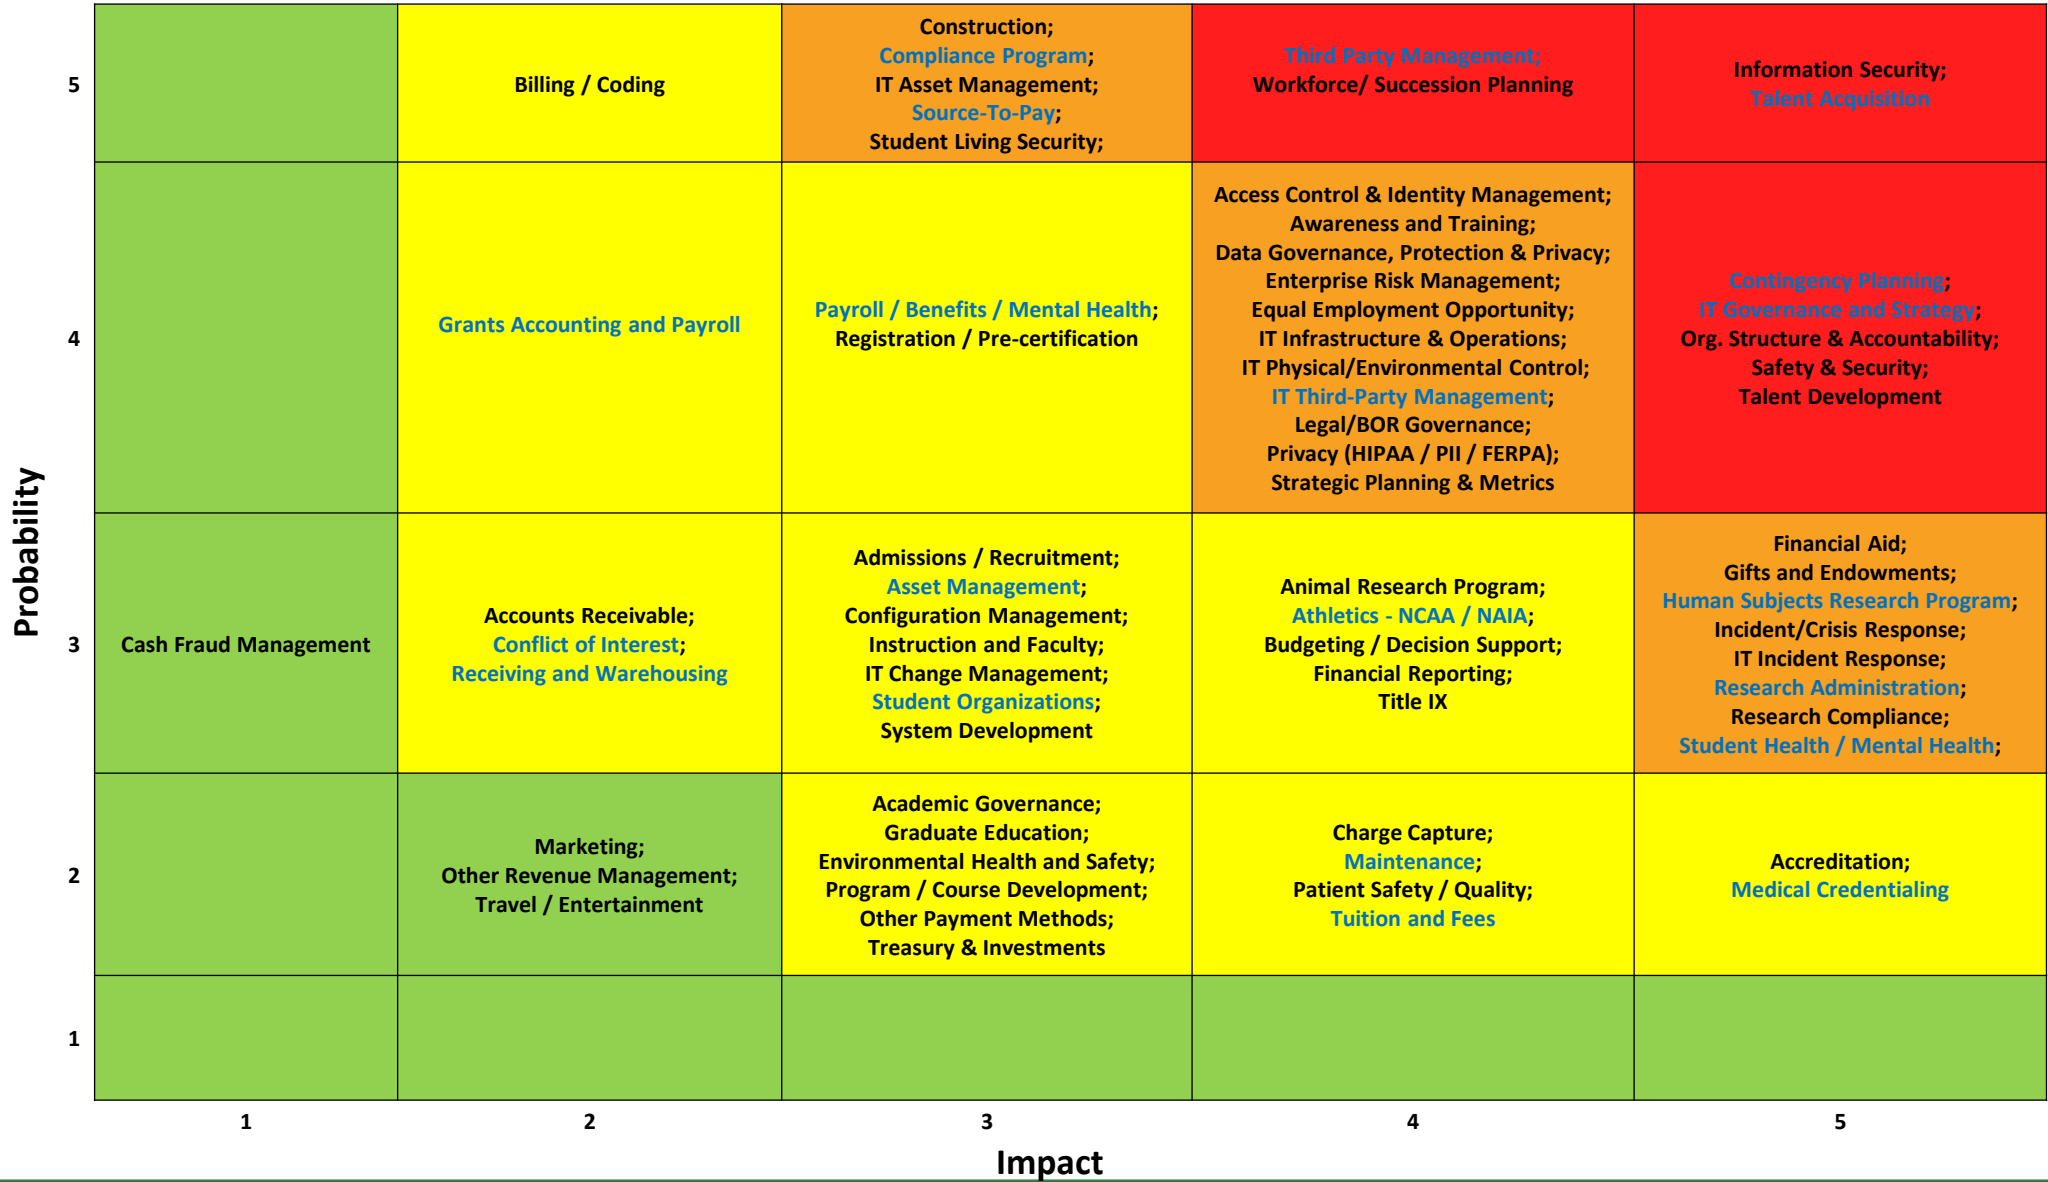 Probability
5
Billing / Coding
Construction;
Compliance Program;
IT Asset Management;
Source-To-Pay;
Student Living Security;
Third Party Management;
Workforce/ Succession Planning
Information Security;
Talent Acquisition
4
Grants Accounting and Payroll
Payroll / Benefits / Mental Health;
Registration / Pre-certification
Access Control & Identity Management;
Awareness and Training;
Data Governance, Protection & Privacy;
Enterprise Risk Management;
Equal Employment Opportunity;
IT Infrastructure & Operations;
IT Physical/Environmental Control;
IT Third-Party Management;
Legal/BOR Governance;
Privacy (HIPAA / PII / FERPA);
Strategic Planning & Metrics
Contingency Planning;
IT Governance and Strategy;
Org. Structure & Accountability;
Safety & Security;
Talent Development
3
Cash Fraud Management
Accounts Receivable;
Conflict of Interest;
Receiving and Warehousing
Admissions / Recruitment;
Asset Management;
Configuration Management;
Instruction and Faculty;
IT Change Management;
Student Organizations;
System Development
Animal Research Program;
Athletics - NCAA / NAIA;
Budgeting / Decision Support;
Financial Reporting;
Title IX
Financial Aid;
Gifts and Endowments;
Human Subjects Research Program;
Incident/Crisis Response;
IT Incident Response;
Research Administration;
Research Compliance;
Student Health / Mental Health;
2
Marketing;
Other Revenue Management;
Travel / Entertainment
Academic Governance;
Graduate Education;
Environmental Health and Safety;
Program / Course Development;
Other Payment Methods;
Treasury & Investments
Charge Capture;
Maintenance;
Patient Safety / Quality;
Tuition and Fees
Accreditation;
Medical Credentialing
1
1
2
3
4
5
Impact